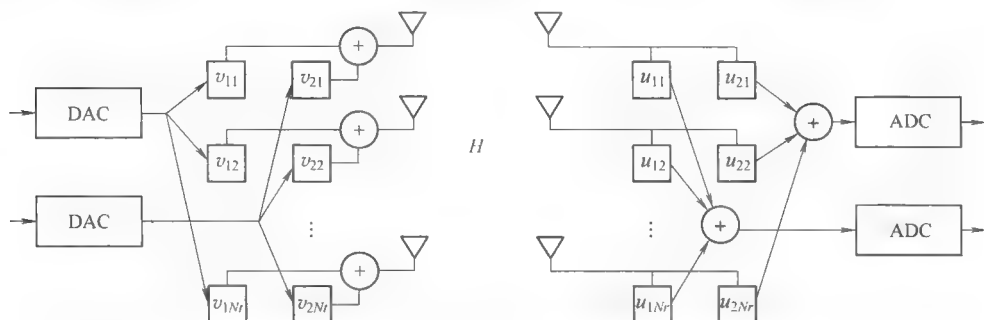 v11 v21 u11 u21
DAC ADC
v12 v22 H u12 u22
DAC ADC
v1Nt v2Nt u1Nr u2Nr